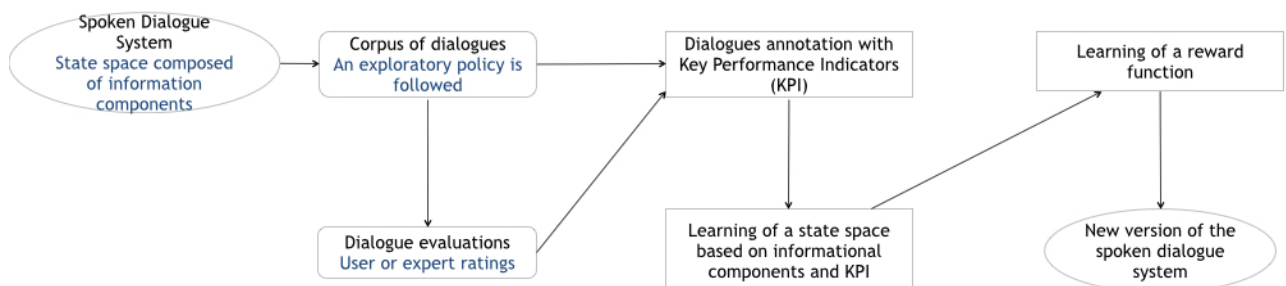 Spoken Dialogue
System
State space composed
of information
components
Corpus of dialogues
An exploratory policy is
followed
Dialogue evaluations
User or expert ratings
Dialogues annotation with
Key Performance Indicators
(KPI)
Learning of a state space
based on informational
components and KPI
Learning of a reward
function
New version of the
spoken dialogue
system